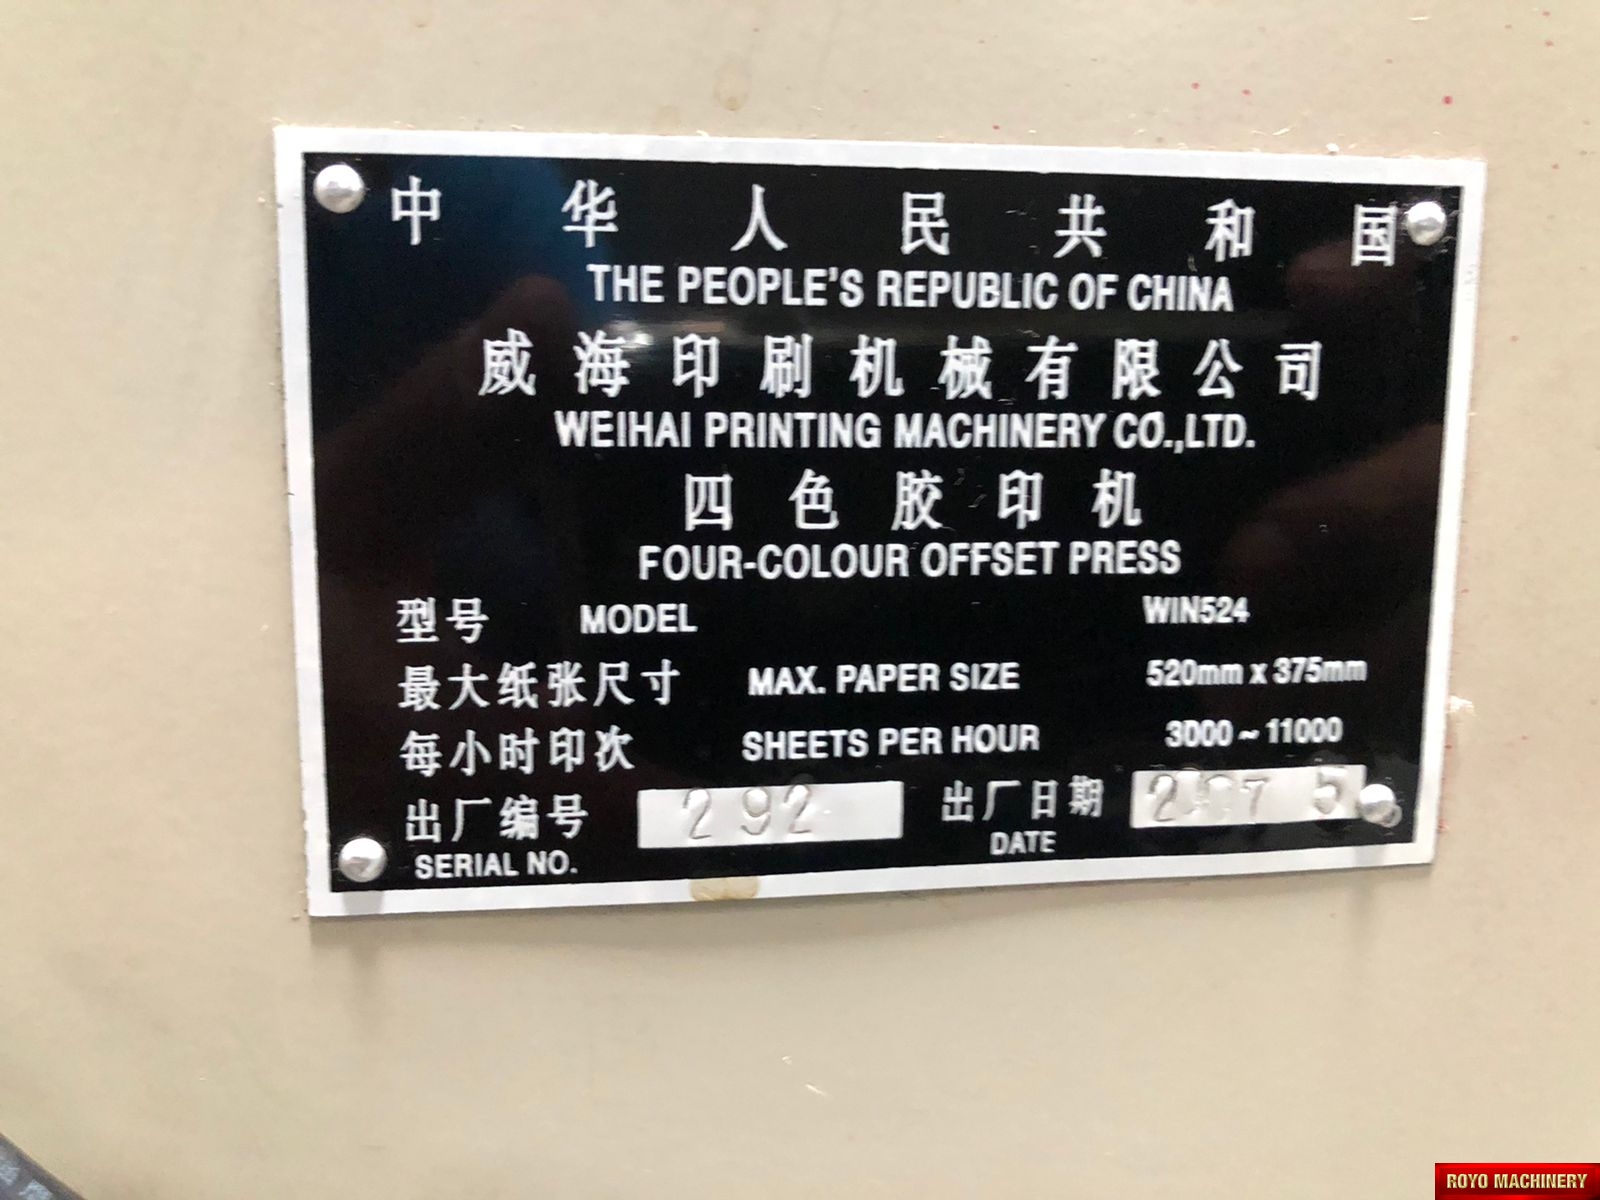 中华人民共和国
THE PEOPLE'S REPUBLIC OF CHINA
威海印刷机械有限公司
WEIHAI PRINTING MACHINERY CO.,LTD.
四色胶印机
FOUR-COLOUR OFFSET PRESS
型号 MODEL WIN524
最大纸张尺寸 MAX. PAPER SIZE 520mm x 375mm
每小时印次 SHEETS PER HOUR 3000 ~ 11000
出厂编号 292 出厂日期
SERIAL NO. DATE
ROYO MACHINERY